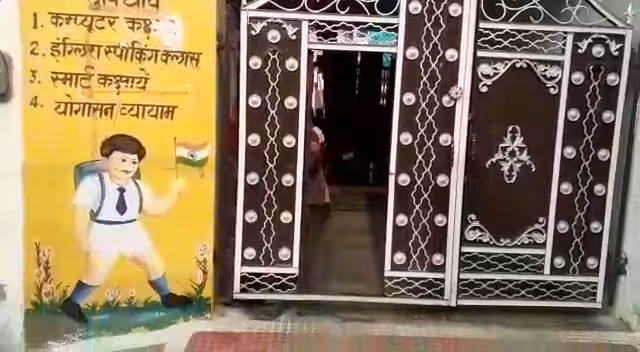 1. कम्प्यूटर कक्षा
2. इंग्लिश स्पीकिंग क्लास
3. स्मार्ट कक्षायें
4. योगासन व्यायाम